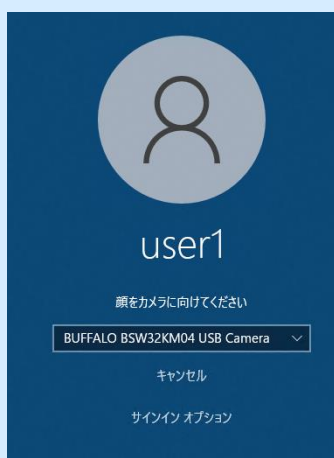 user1
顔をカメラに向けてください
BUFFALO BSW32KM04 USB Camera
キャンセル
サインイン オプション